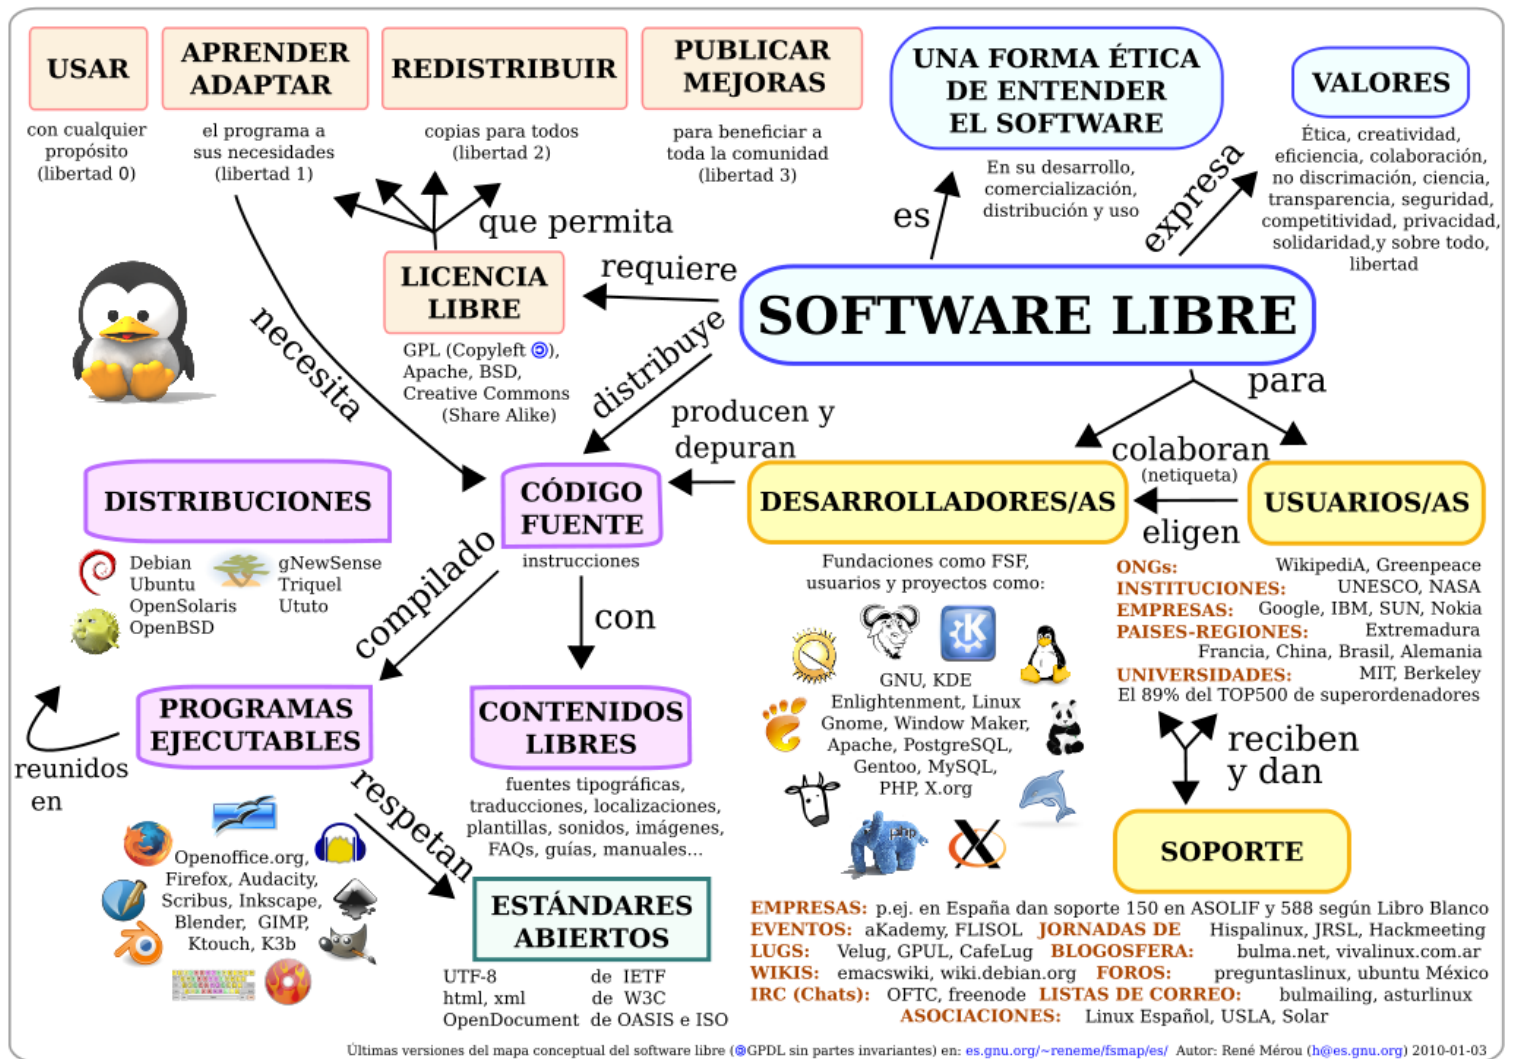 USAR
con cualquier
propósito
(libertad 0)
APRENDER
ADAPTAR
el programa a
sus necesidades
(libertad 1)
REDISTRIBUIR
copias para todos
(libertad 2)
PUBLICAR
MEJORAS
para beneficiar a
toda la comunidad
(libertad 3)
UNA FORMA ÉTICA
DE ENTENDER
EL SOFTWARE
En su desarrollo,
comercialización,
distribución y uso
VALORES
Ética, creatividad,
eficiencia, colaboración,
no discrimación, ciencia,
transparencia, seguridad,
competitividad, privacidad,
solidaridad,y sobre todo,
libertad
es
expresa
que permita
LICENCIA
LIBRE
GPL (Copyleft ),
Apache, BSD,
Creative Commons
(Share Alike)
requiere
SOFTWARE LIBRE
necesita
distribuye
para
producen y
depuran
colaboran
(netiqueta)
eligen
DISTRIBUCIONES
Debian
Ubuntu
OpenSolaris
OpenBSD
gNewSense
Triquel
Ututo
CÓDIGO
FUENTE
instrucciones
DESARROLLADORES/AS
Fundaciones como FSF,
usuarios y proyectos como:
GNU, KDE
Enlightenment, Linux
Gnome, Window Maker,
Apache, PostgreSQL,
Gentoo, MySQL,
PHP, X.org
php
USUARIOS/AS
ONGs: WikipediA, Greenpeace
INSTITUCIONES: UNESCO, NASA
EMPRESAS: Google, IBM, SUN, Nokia
PAISES-REGIONES: Extremadura
Francia, China, Brasil, Alemania
UNIVERSIDADES: MIT, Berkeley
El 89% del TOP500 de superordenadores
compilado
con
PROGRAMAS
EJECUTABLES
reunidos
en
Openoffice.org,
Firefox, Audacity,
Scribus, Inkscape,
Blender, GIMP,
Ktouch, K3b
CONTENIDOS
LIBRES
fuentes tipográficas,
traducciones, localizaciones,
plantillas, sonidos, imágenes,
FAQs, guías, manuales...
respetan
ESTÁNDARES
ABIERTOS
UTF-8 de IETF
html, xml de W3C
OpenDocument de OASIS e ISO
reciben
y dan
SOPORTE
EMPRESAS: p.ej. en España dan soporte 150 en ASOLIF y 588 según Libro Blanco
EVENTOS: aKademy, FLISOL JORNADAS DE Hispalinux, JRSL, Hackmeeting
LUGS: Velug, GPUL, CafeLug BLOGOSFERA: bulma.net, vivalinux.com.ar
WIKIS: emacswiki, wiki.debian.org FOROS: preguntaslinux, ubuntu México
IRC (Chats): OFTC, freenode LISTAS DE CORREO: bulmailing, asturlinux
ASOCIACIONES: Linux Español, USLA, Solar
Últimas versiones del mapa conceptual del software libre (GPDL sin partes invariantes) en: es.gnu.org/~reneme/fsmap/es/ Autor: René Mérou (h@es.gnu.org) 2010-01-03